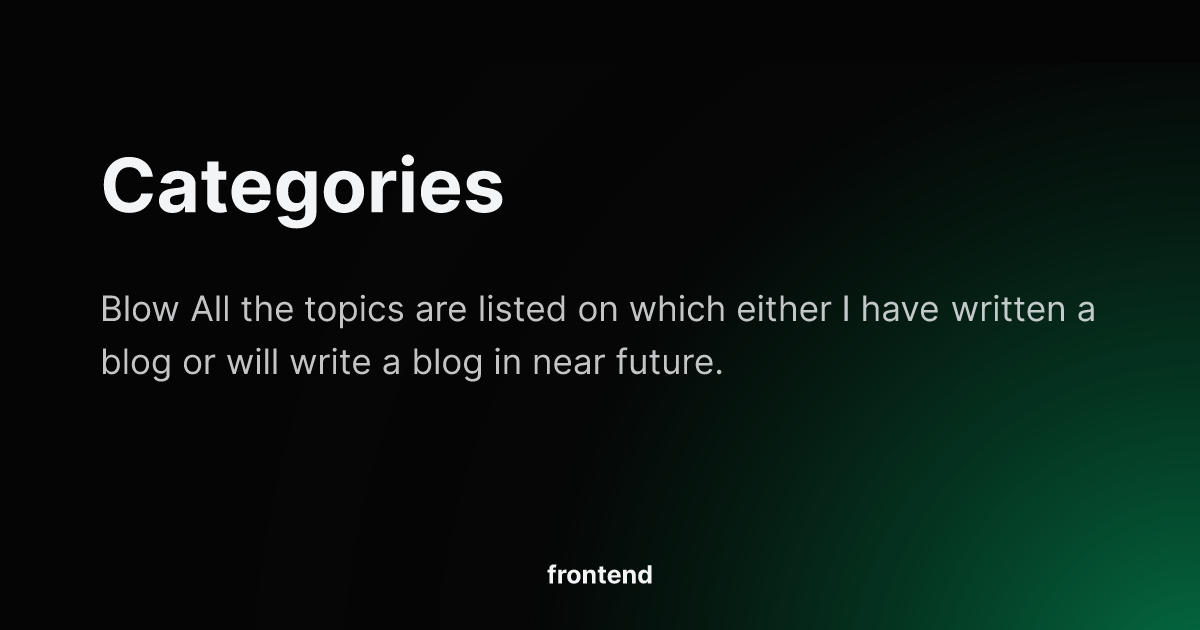 Categories
Blow All the topics are listed on which either I have written a
blog or will write a blog in near future.
frontend